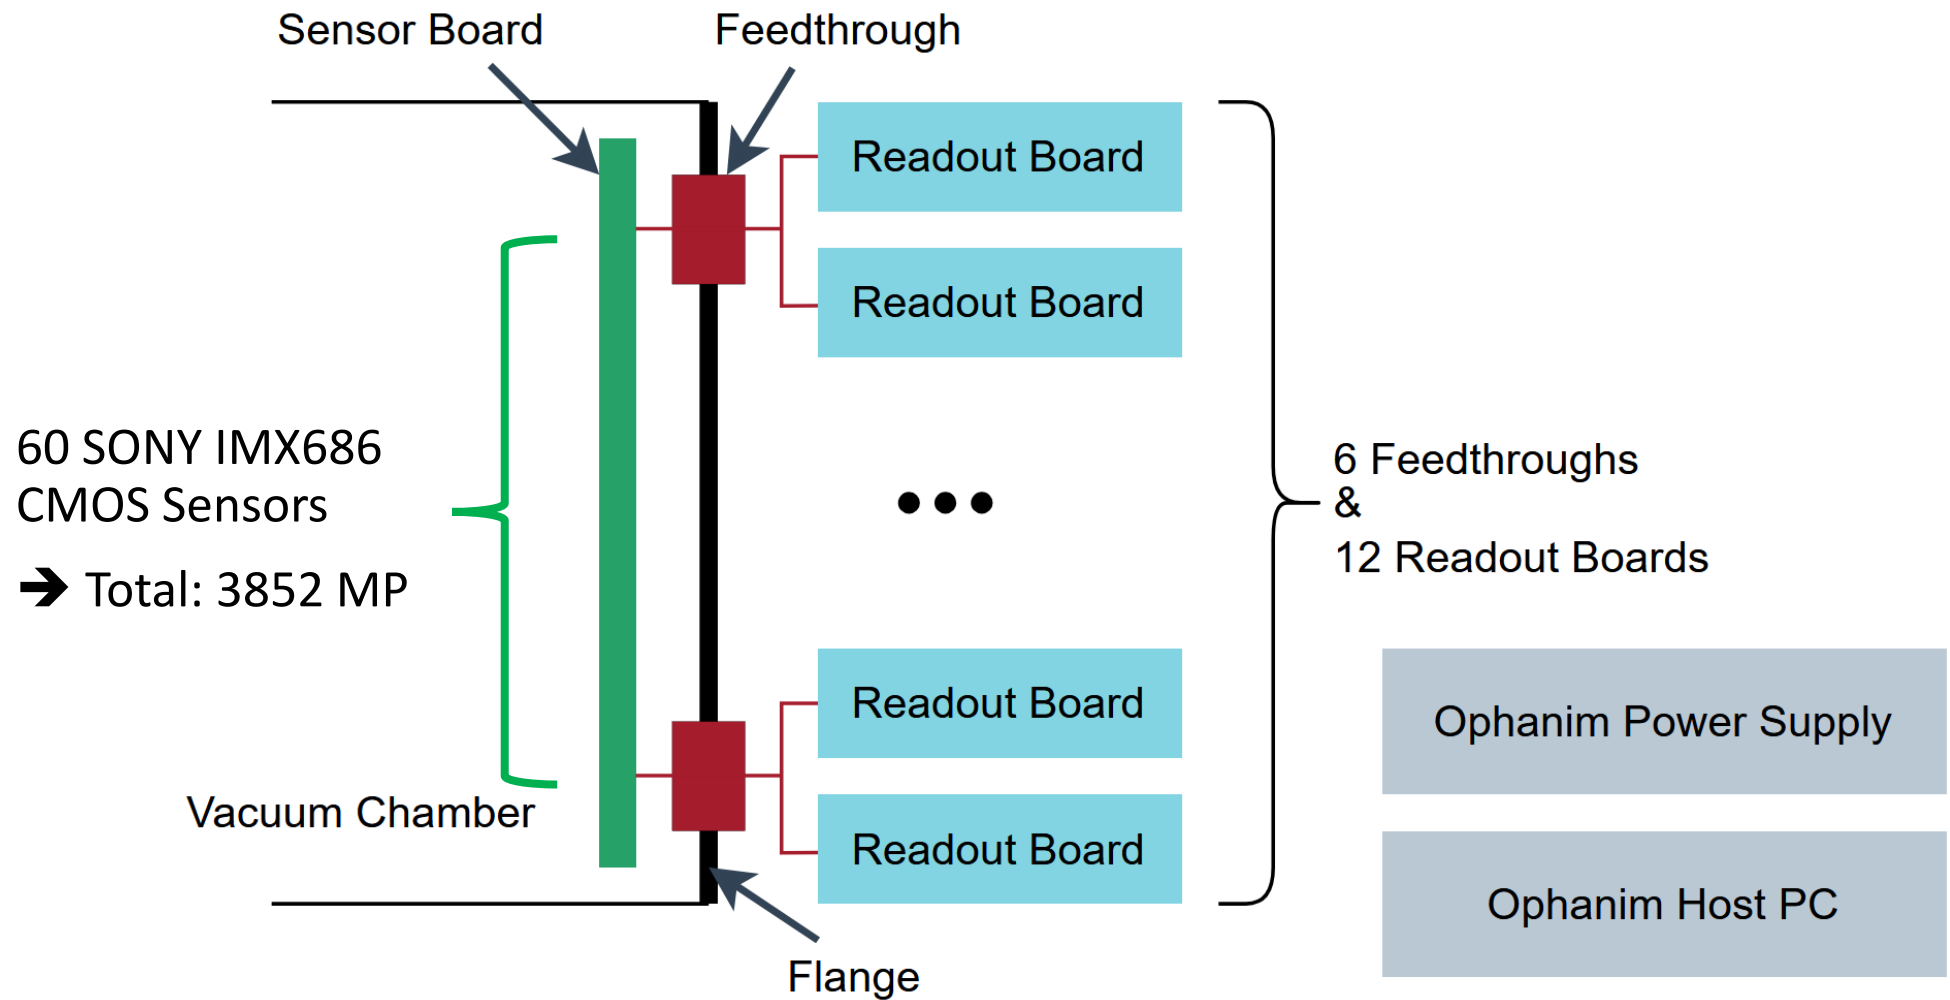 Sensor Board
Feedthrough
Readout Board
Readout Board
60 SONY IMX686
CMOS Sensors
➔ Total: 3852 MP
6 Feedthroughs
&
12 Readout Boards
Readout Board
Readout Board
Vacuum Chamber
Flange
Ophanim Power Supply
Ophanim Host PC